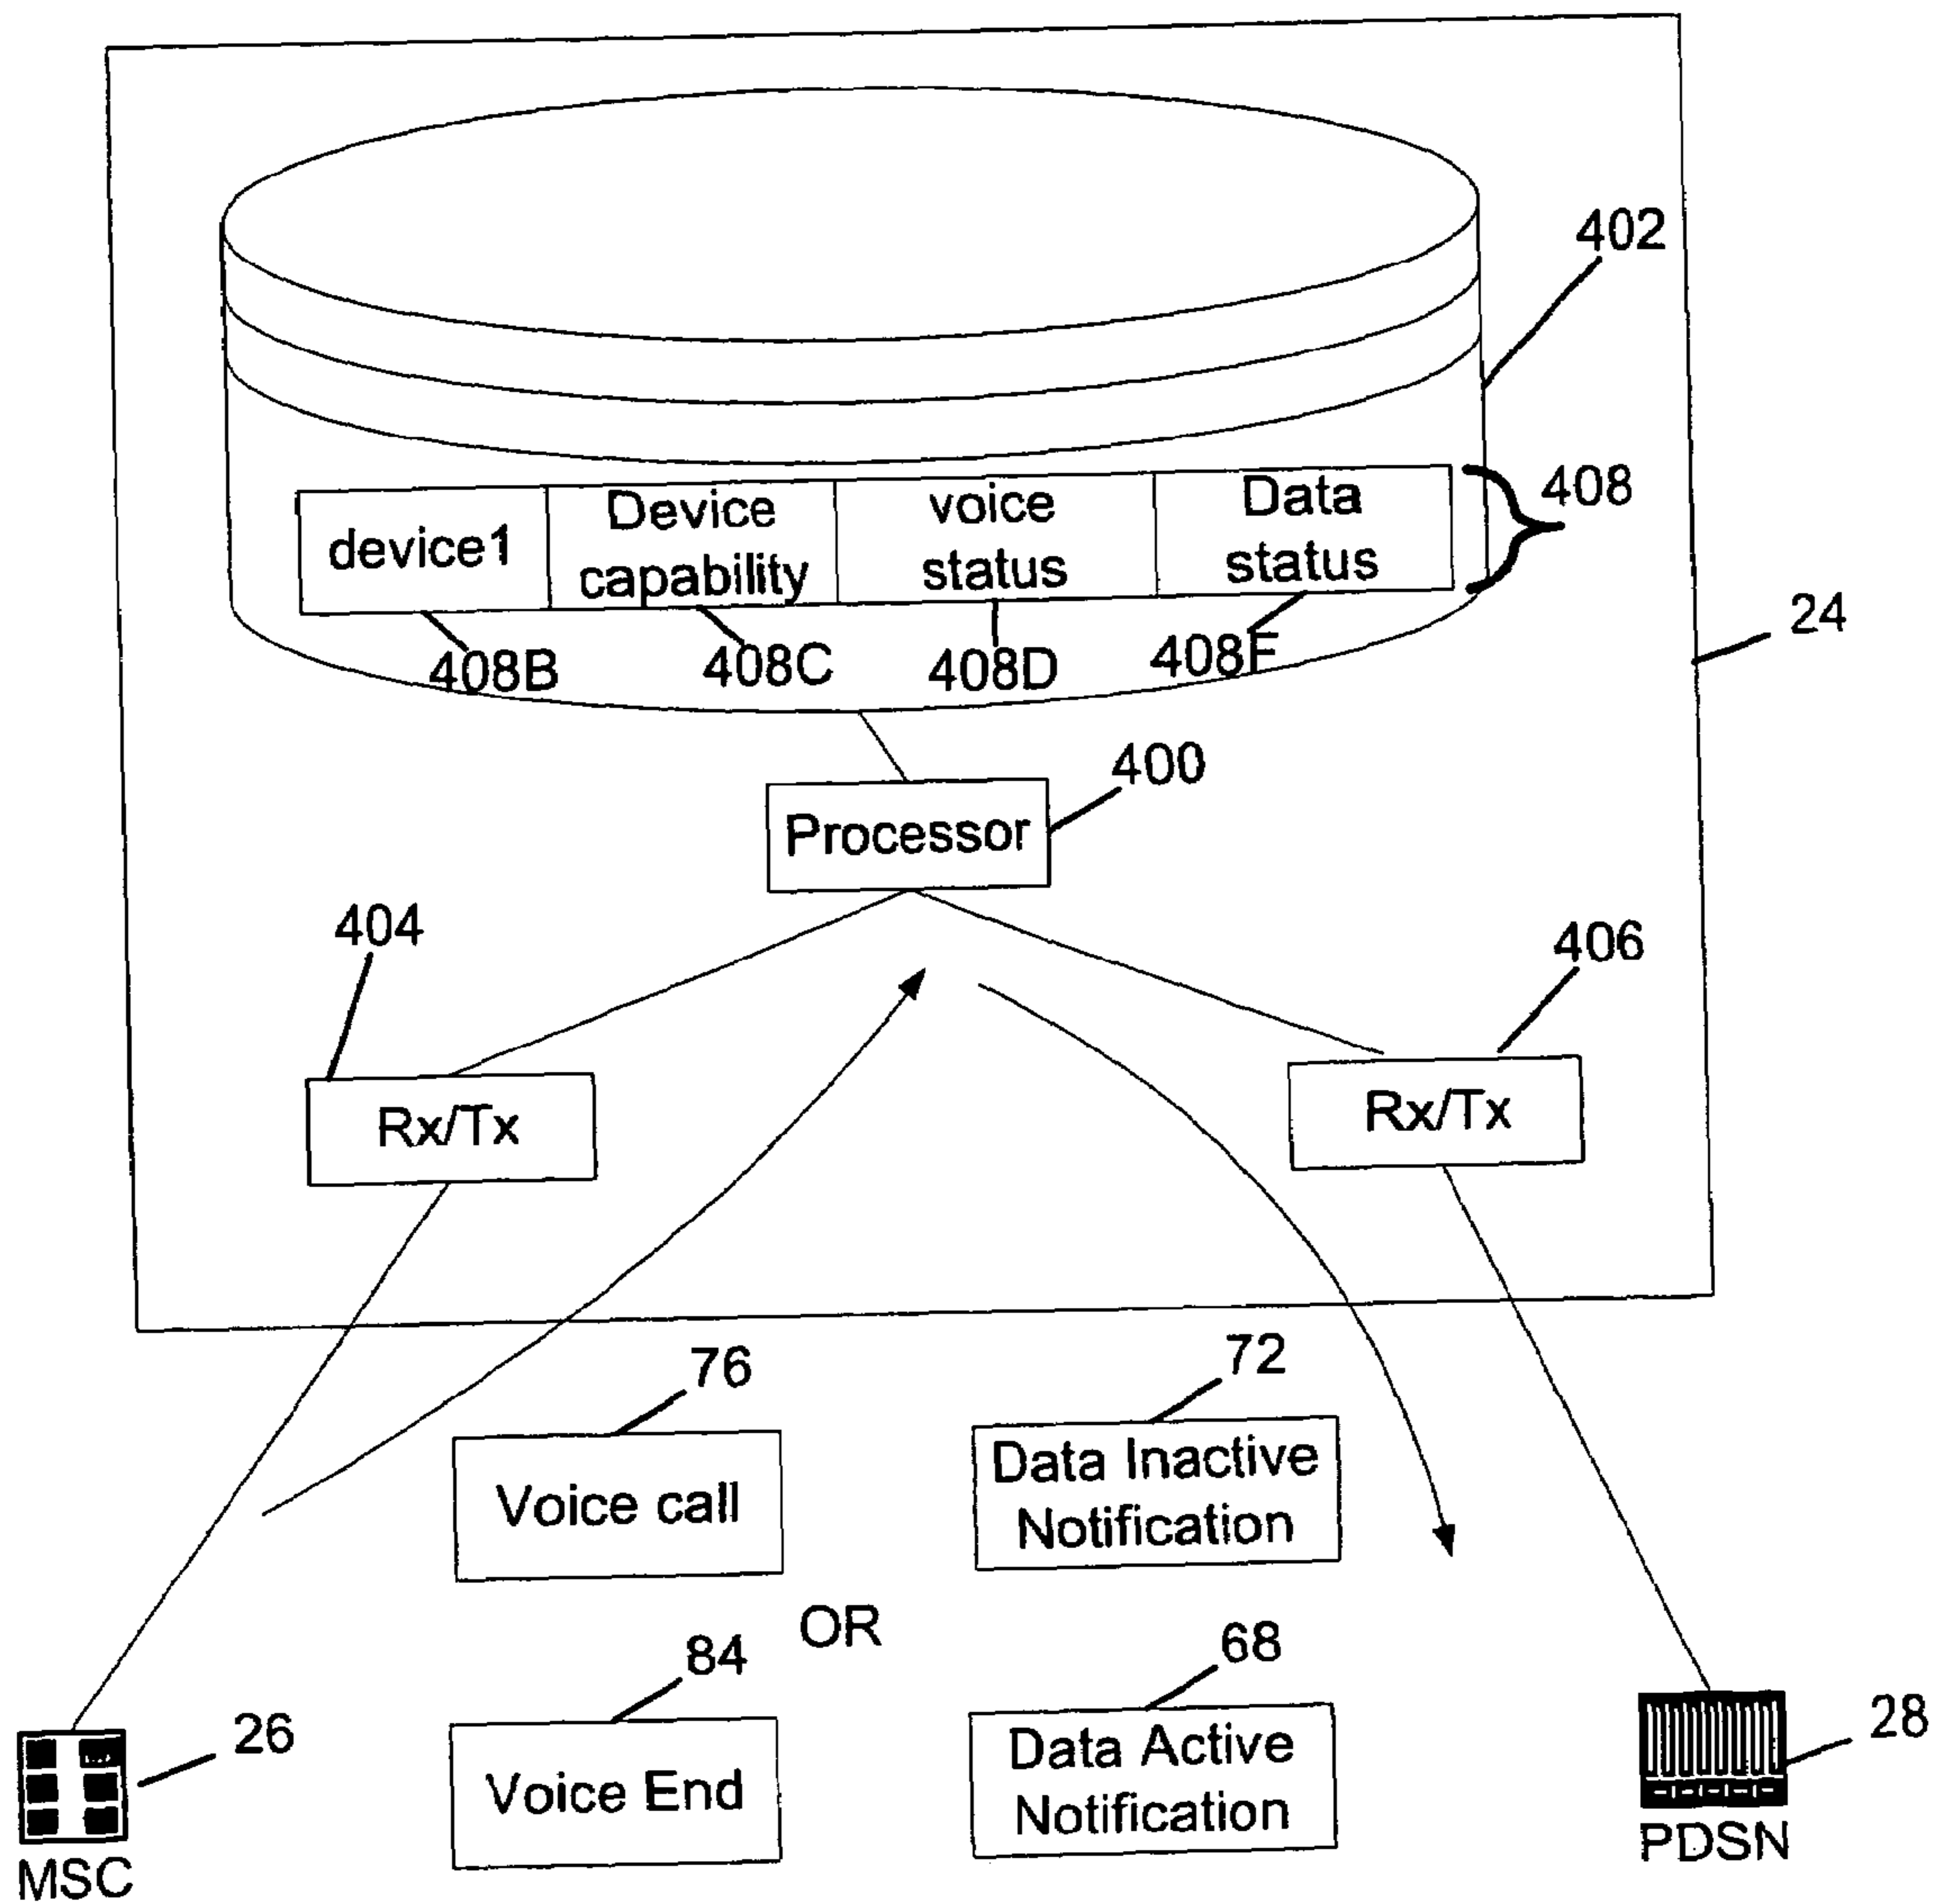 402
device1
Device
capability
voice
status
Data
status
408
408B
408C
408D
408F
24
400
Processor
404
406
Rx/Tx
Rx/Tx
76
72
Voice call
Data Inactive
Notification
OR
84
68
Voice End
Data Active
Notification
26
MSC
28
PDSN